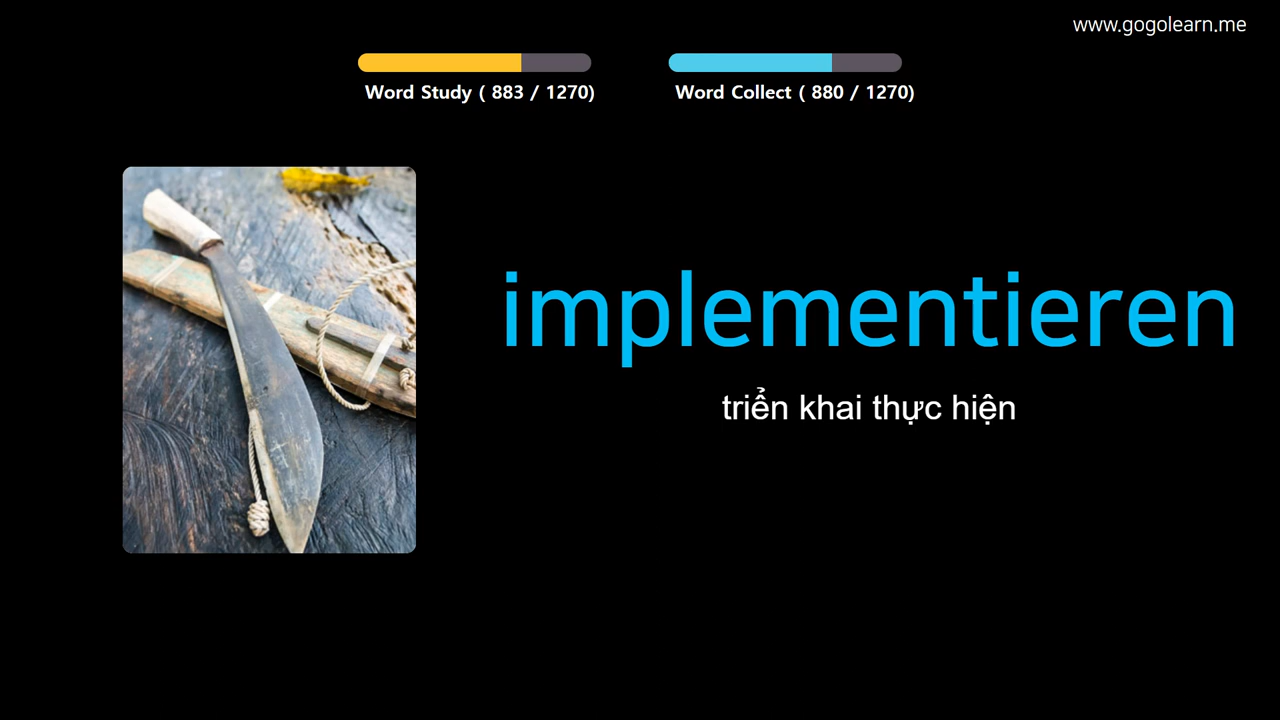 www.gogolearn.me
Word Study ( 883 / 1270)
Word Collect ( 880 / 1270)
implementieren
triển khai thực hiện